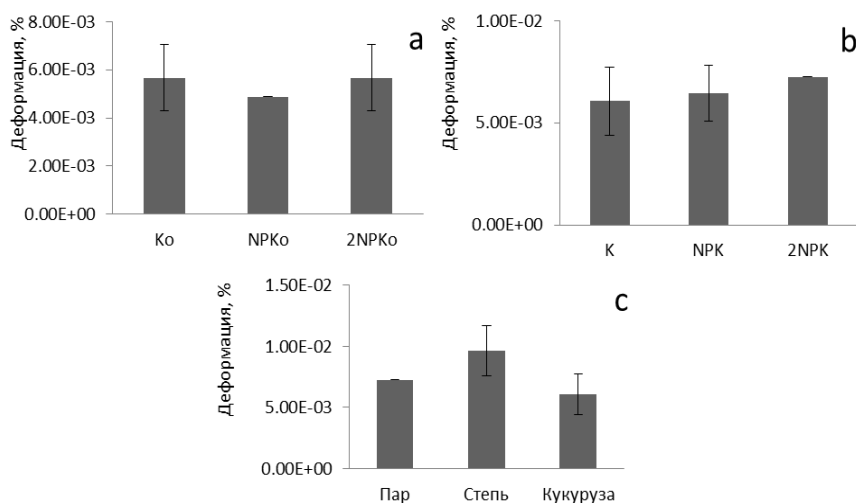 a
Деформация, %
8.00E-03
6.00E-03
4.00E-03
2.00E-03
0.00E+00
Ko NPKo 2NPKo
b
Деформация, %
1.00E-02
5.00E-03
0.00E+00
K NPK 2NPK
c
Деформация, %
1.50E-02
1.00E-02
5.00E-03
0.00E+00
Пар Степь Кукуруза